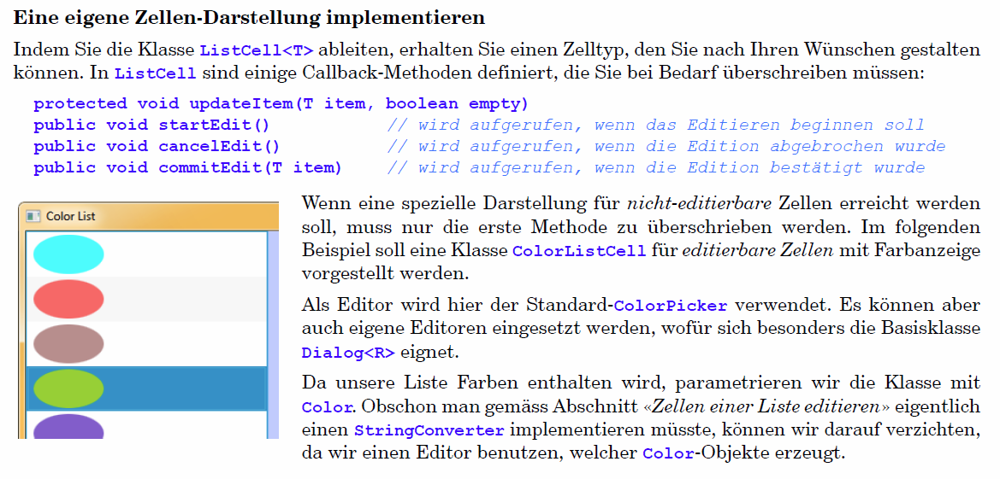 Eine eigene Zellen-Darstellung implementieren
Indem Sie die Klasse ListCell<T> ableiten, erhalten Sie einen Zelltyp, den Sie nach Ihren Wünschen gestalten
können. In ListCell sind einige Callback-Methoden definiert, die Sie bei Bedarf überschreiben müssen:
protected void updateItem(T item, boolean empty)
public void startEdit() // wird aufgerufen, wenn das Editieren beginnen soll
public void cancelEdit() // wird aufgerufen, wenn die Edition abgebrochen wurde
public void commitEdit(T item) // wird aufgerufen, wenn die Edition bestätigt wurde
Color List
Wenn eine spezielle Darstellung für nicht-editierbare Zellen erreicht werden
soll, muss nur die erste Methode zu überschrieben werden. Im folgenden
Beispiel soll eine Klasse ColorListCell für editierbare Zellen mit Farbanzeige
vorgestellt werden.
Als Editor wird hier der Standard-ColorPicker verwendet. Es können aber
auch eigene Editoren eingesetzt werden, wofür sich besonders die Basisklasse
Dialog<R> eignet.
Da unsere Liste Farben enthalten wird, parametrieren wir die Klasse mit
Color. Obschon man gemäss Abschnitt «Zellen einer Liste editieren» eigentlich
einen StringConverter implementieren müsste, können wir darauf verzichten,
da wir einen Editor benutzen, welcher Color-Objekte erzeugt.